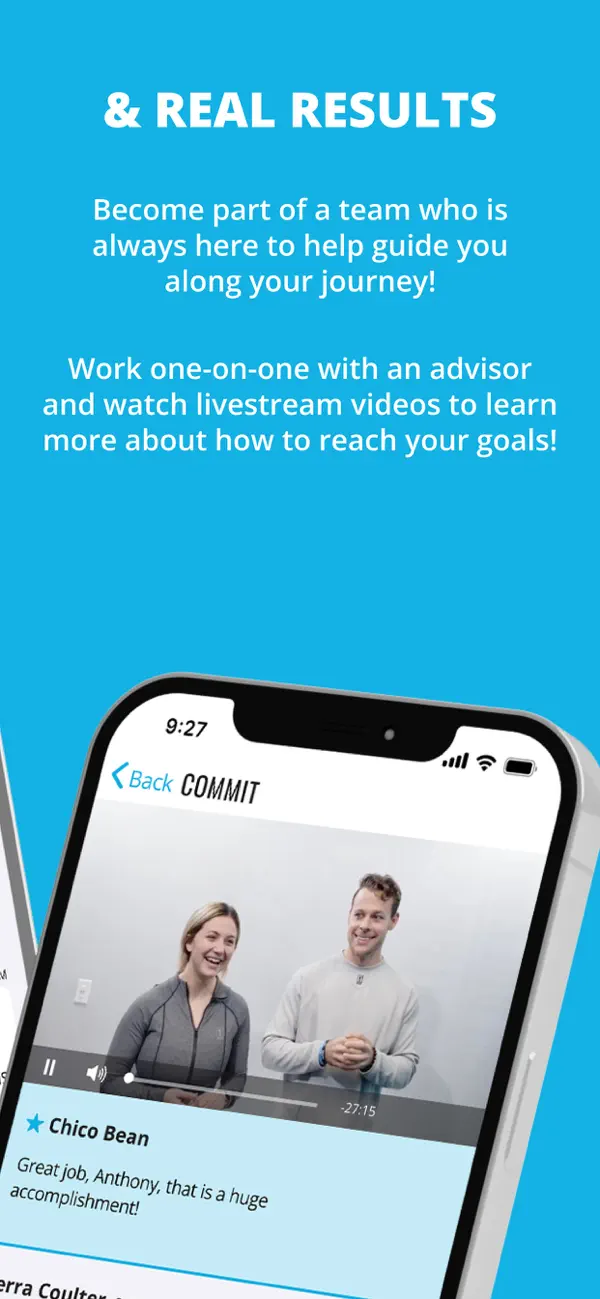 & REAL RESULTS
Become part of a team who is
always here to help guide you
along your journey!
Work one-on-one with an advisor
and watch livestream videos to learn
more about how to reach your goals!
9:27
Back COMMIT
-27:15
Chico Bean
Great job, Anthony, that is a huge
accomplishment!
Coulter